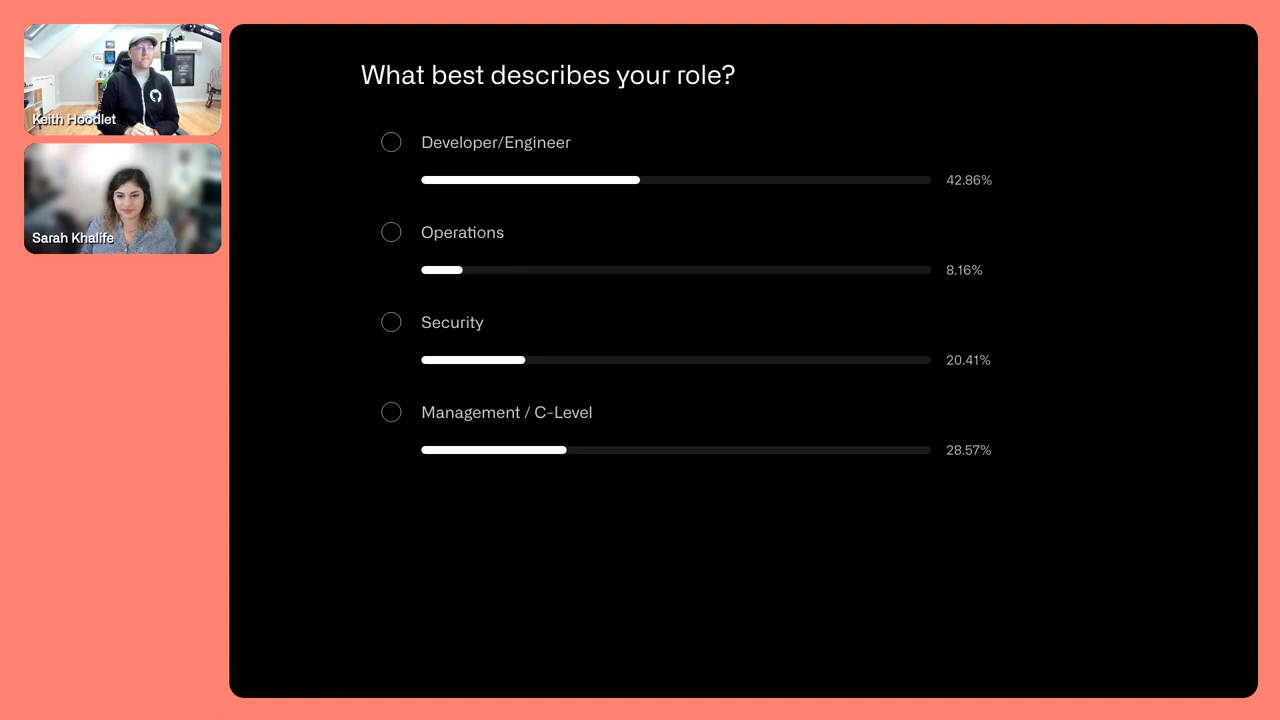 Keith Hoodlet
Sarah Khalife
What best describes your role?
Developer/Engineer
42.86%
Operations
8.16%
Security
20.41%
Management / C-Level
28.57%